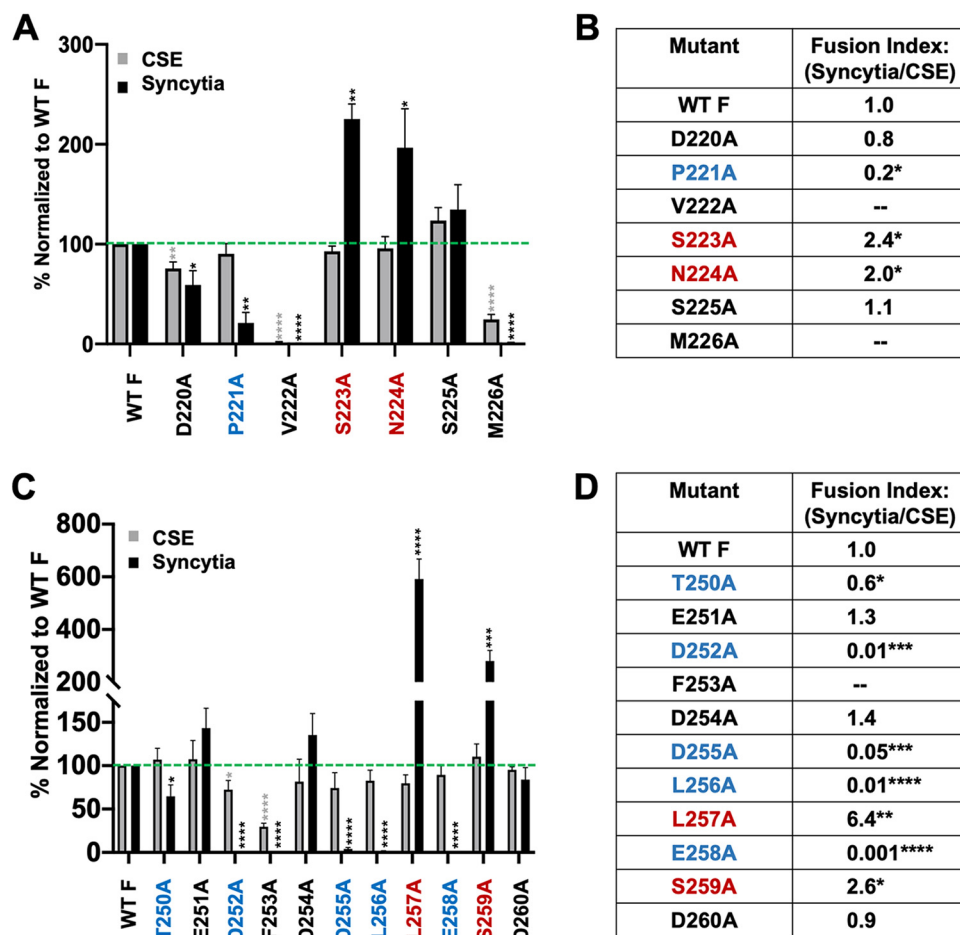 A
% Normalized to WT F
300
200
100
0
CSE
Syncytia
** * ** **** **** ** * **** ****
WT F
D220A
P221A
V222A
S223A
N224A
S225A
M226A
B
Mutant Fusion Index:
(Syncytia/CSE)
WT F 1.0
D220A 0.8
P221A 0.2*
V222A --
S223A 2.4*
N224A 2.0*
S225A 1.1
M226A --
C
% Normalized to WT F
800
600
400
200
150
100
50
0
CSE
Syncytia
* * **** **** **** **** **** **** **** ***
WT F
T250A
E251A
D252A
F253A
D254A
D255A
L256A
L257A
E258A
S259A
D260A
D
Mutant Fusion Index:
(Syncytia/CSE)
WT F 1.0
T250A 0.6*
E251A 1.3
D252A 0.01***
F253A --
D254A 1.4
D255A 0.05***
L256A 0.01****
L257A 6.4**
E258A 0.001****
S259A 2.6*
D260A 0.9